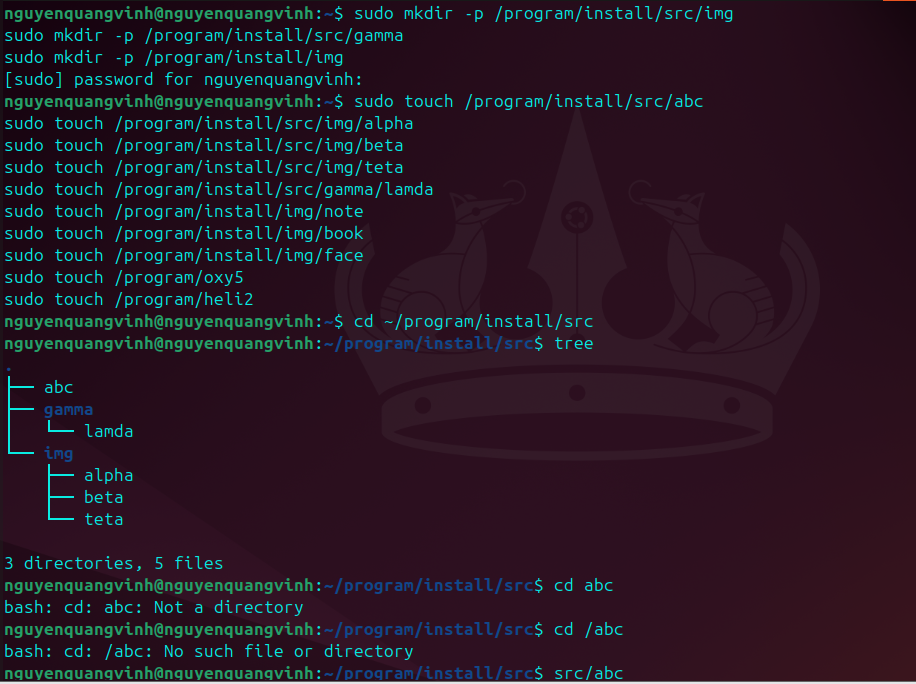 nguyenquangvinh@nguyenquangvinh:~$ sudo mkdir -p /program/install/src/img
sudo mkdir -p /program/install/src/gamma
sudo mkdir -p /program/install/img
[sudo] password for nguyenquangvinh:
nguyenquangvinh@nguyenquangvinh:~$ sudo touch /program/install/src/abc
sudo touch /program/install/src/img/alpha
sudo touch /program/install/src/img/beta
sudo touch /program/install/src/img/teta
sudo touch /program/install/src/gamma/lamda
sudo touch /program/install/img/note
sudo touch /program/install/img/book
sudo touch /program/install/img/face
sudo touch /program/oxy5
sudo touch /program/heli2
nguyenquangvinh@nguyenquangvinh:~$ cd ~/program/install/src
nguyenquangvinh@nguyenquangvinh:~/program/install/src$ tree
.
├── abc
├── gamma
│   └── lamda
└── img
    ├── alpha
    ├── beta
    └── teta
3 directories, 5 files
nguyenquangvinh@nguyenquangvinh:~/program/install/src$ cd abc
bash: cd: abc: Not a directory
nguyenquangvinh@nguyenquangvinh:~/program/install/src$ cd /abc
bash: cd: /abc: No such file or directory
nguyenquangvinh@nguyenquangvinh:~/program/install/src$ src/abc